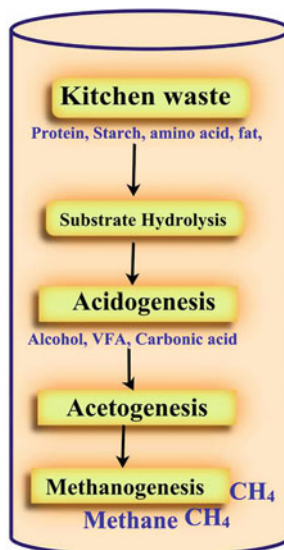 Kitchen waste
Protein, Starch, amino acid, fat,
Substrate Hydrolysis
Acidogenesis
Alcohol, VFA, Carbonic acid
Acetogenesis
Methanogenesis CH₄
Methane CH₄